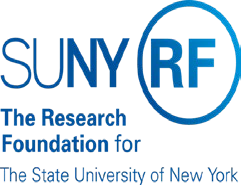 SUNY RF
The Research
Foundation for
The State University of New York